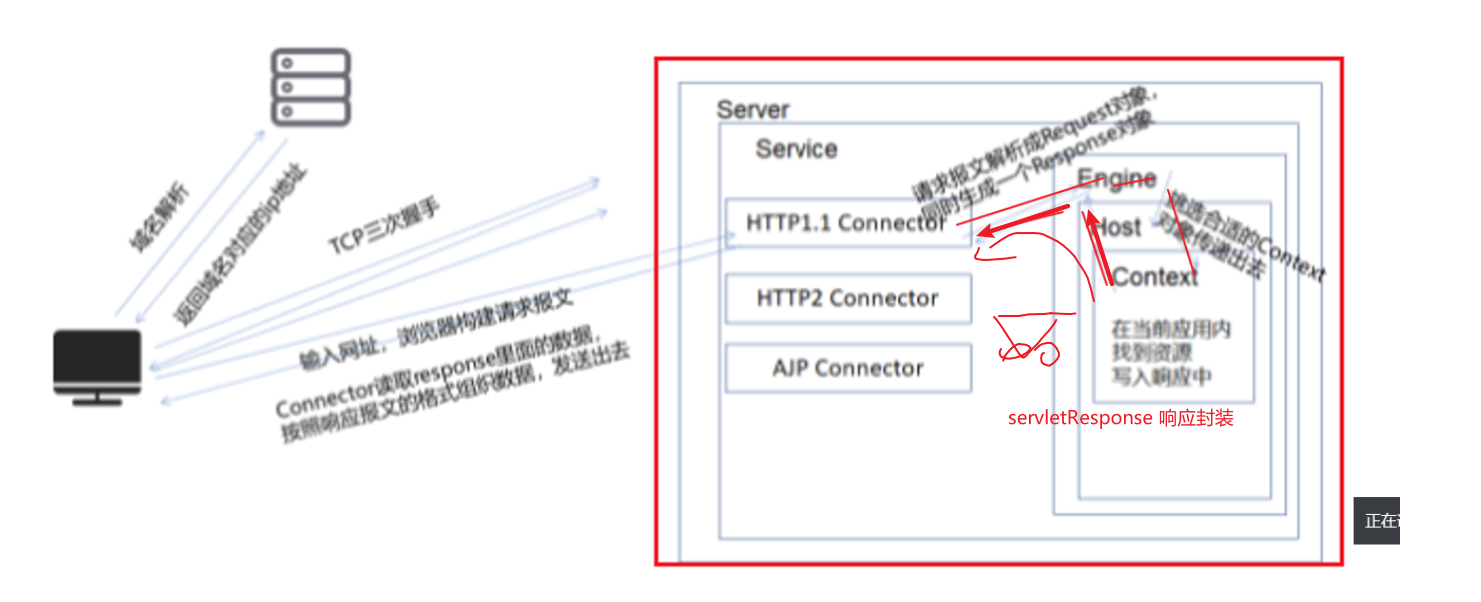 域名解析
返回域名对应的ip地址
TCP三次握手
输入网址，浏览器构建请求报文
Connector读取response里面的数据，
按照响应报文的格式组织数据，发送出去
Server
Service
HTTP1.1 Connector
HTTP2 Connector
AJP Connector
请求报文解析成Request对象，
同时生成一个Response对象
Engine
挑选合适的Context
对象传递出去
Host
Context
在当前应用内
找到资源
写入响应中
servletResponse 响应封装
正在